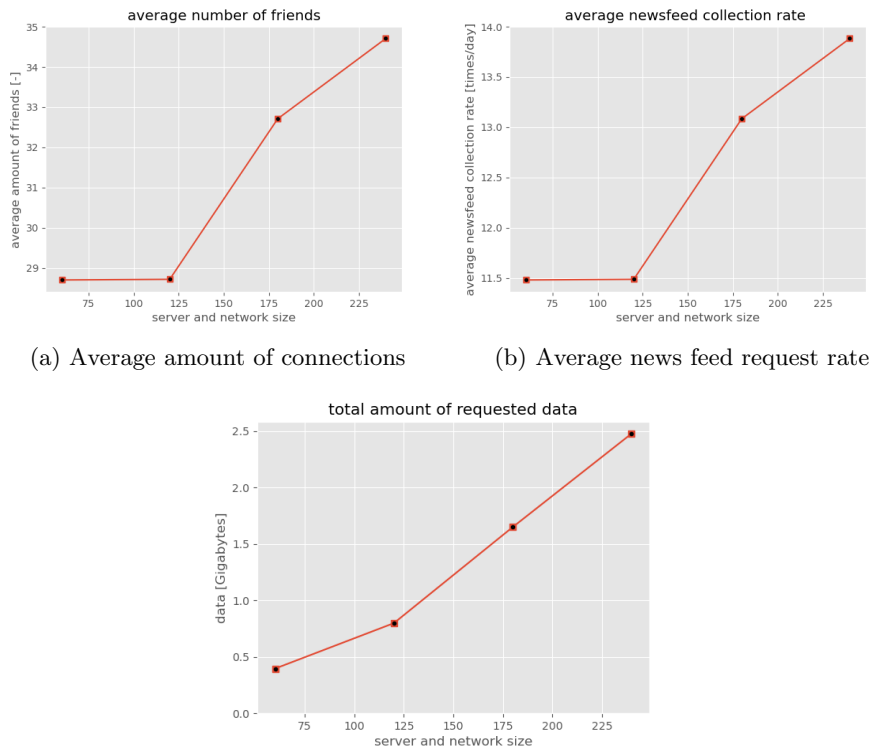 average number of friends
35
34
33
32
31
30
29
average amount of friends [-]
75 100 125 150 175 200 225
server and network size
(a) Average amount of connections
average newsfeed collection rate
14.0
13.5
13.0
12.5
12.0
11.5
average newsfeed collection rate [times/day]
75 100 125 150 175 200 225
server and network size
(b) Average news feed request rate
total amount of requested data
2.5
2.0
1.5
1.0
0.5
0.0
data [Gigabytes]
75 100 125 150 175 200 225
server and network size